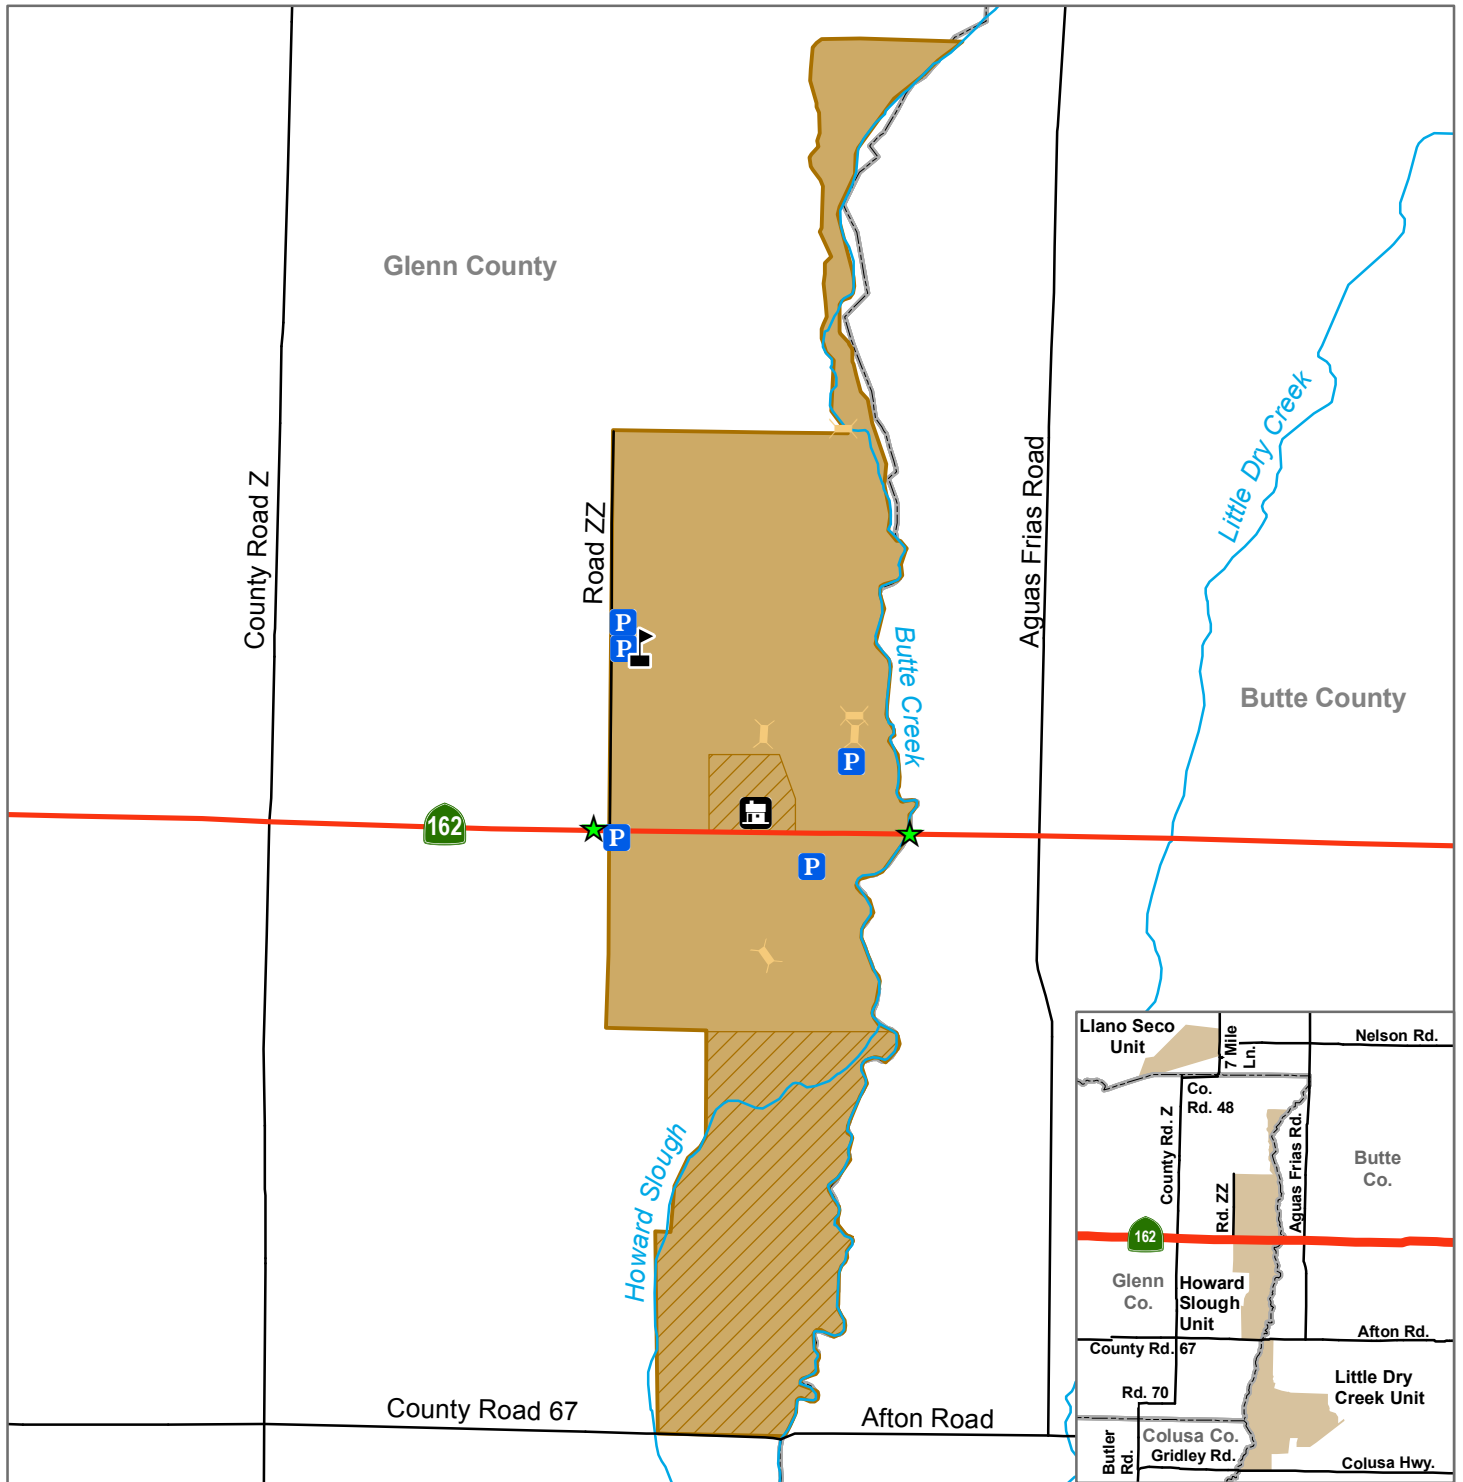 Glenn County
Little Dry Creek
County Road Z
Road ZZ
Aguas Frias Road
P
P
Butte Creek
Butte County
P
162
P
P
Howard Slough
County Road 67
Afton Road
Llano Seco
Unit
7 Mile
Ln.
Nelson Rd.
Co.
Rd. 48
County Rd. Z
Aguas Frias Rd.
Butte
Co.
Rd. ZZ
162
Glenn
Co.
Howard
Slough
Unit
Afton Rd.
County Rd. 67
Rd. 70
Little Dry
Creek Unit
Colusa Co.
Butler
Rd.
Gridley Rd.
Colusa Hwy.